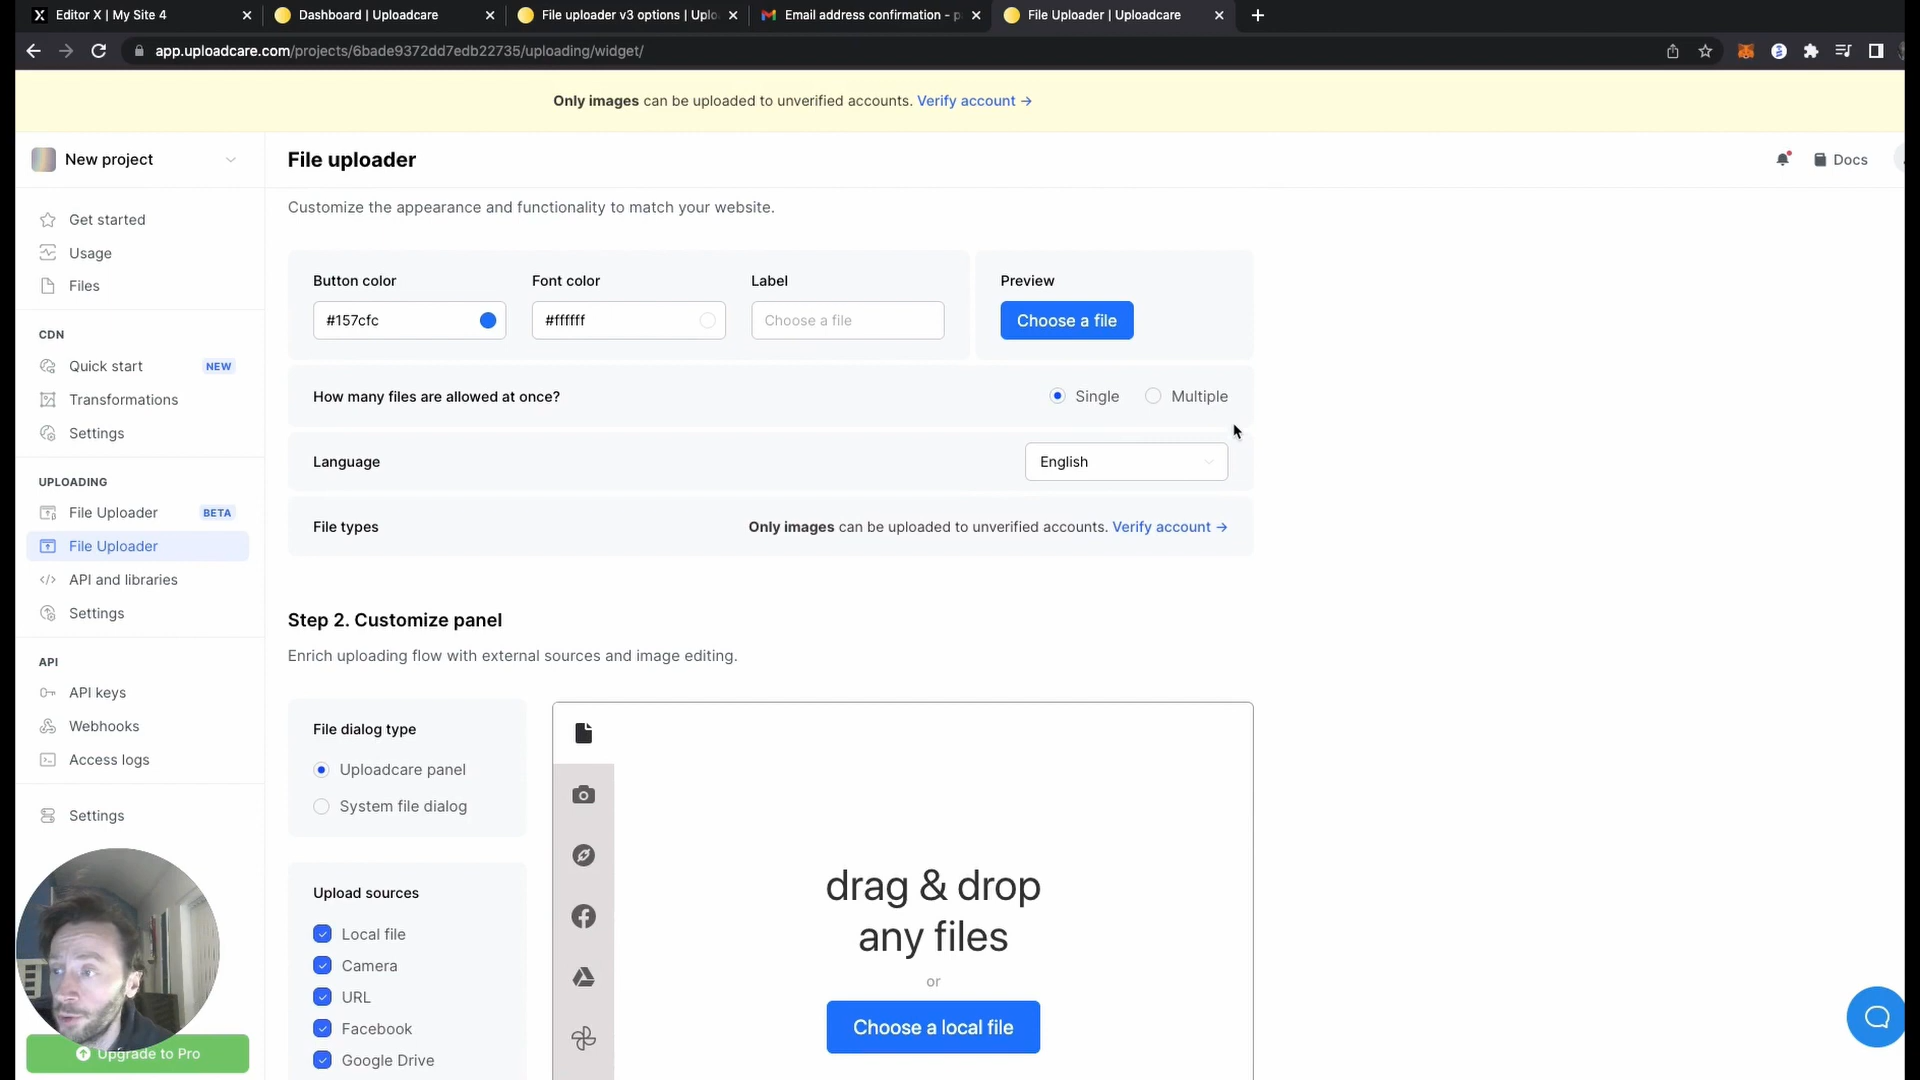 Editor X | My Site 4
Dashboard | Uploadcare
File uploader v3 options | Uplo
Email address confirmation - p
File Uploader | Uploadcare
app.uploadcare.com/projects/6bade9372dd7edb22735/uploading/widget/
Only images can be uploaded to unverified accounts. Verify account →
New project
File uploader
Docs
Customize the appearance and functionality to match your website.
Get started
Usage
Files
CDN
Quick start NEW
Transformations
Settings
UPLOADING
File Uploader BETA
File Uploader
API and libraries
Settings
API
API keys
Webhooks
Access logs
Settings
Upgrade to Pro
Button color
Font color
Label
Preview
#157cfc
#ffffff
Choose a file
Choose a file
How many files are allowed at once?
Single
Multiple
Language
English
File types
Only images can be uploaded to unverified accounts. Verify account →
Step 2. Customize panel
Enrich uploading flow with external sources and image editing.
File dialog type
Uploadcare panel
System file dialog
Upload sources
Local file
Camera
URL
Facebook
Google Drive
drag & drop
any files
or
Choose a local file